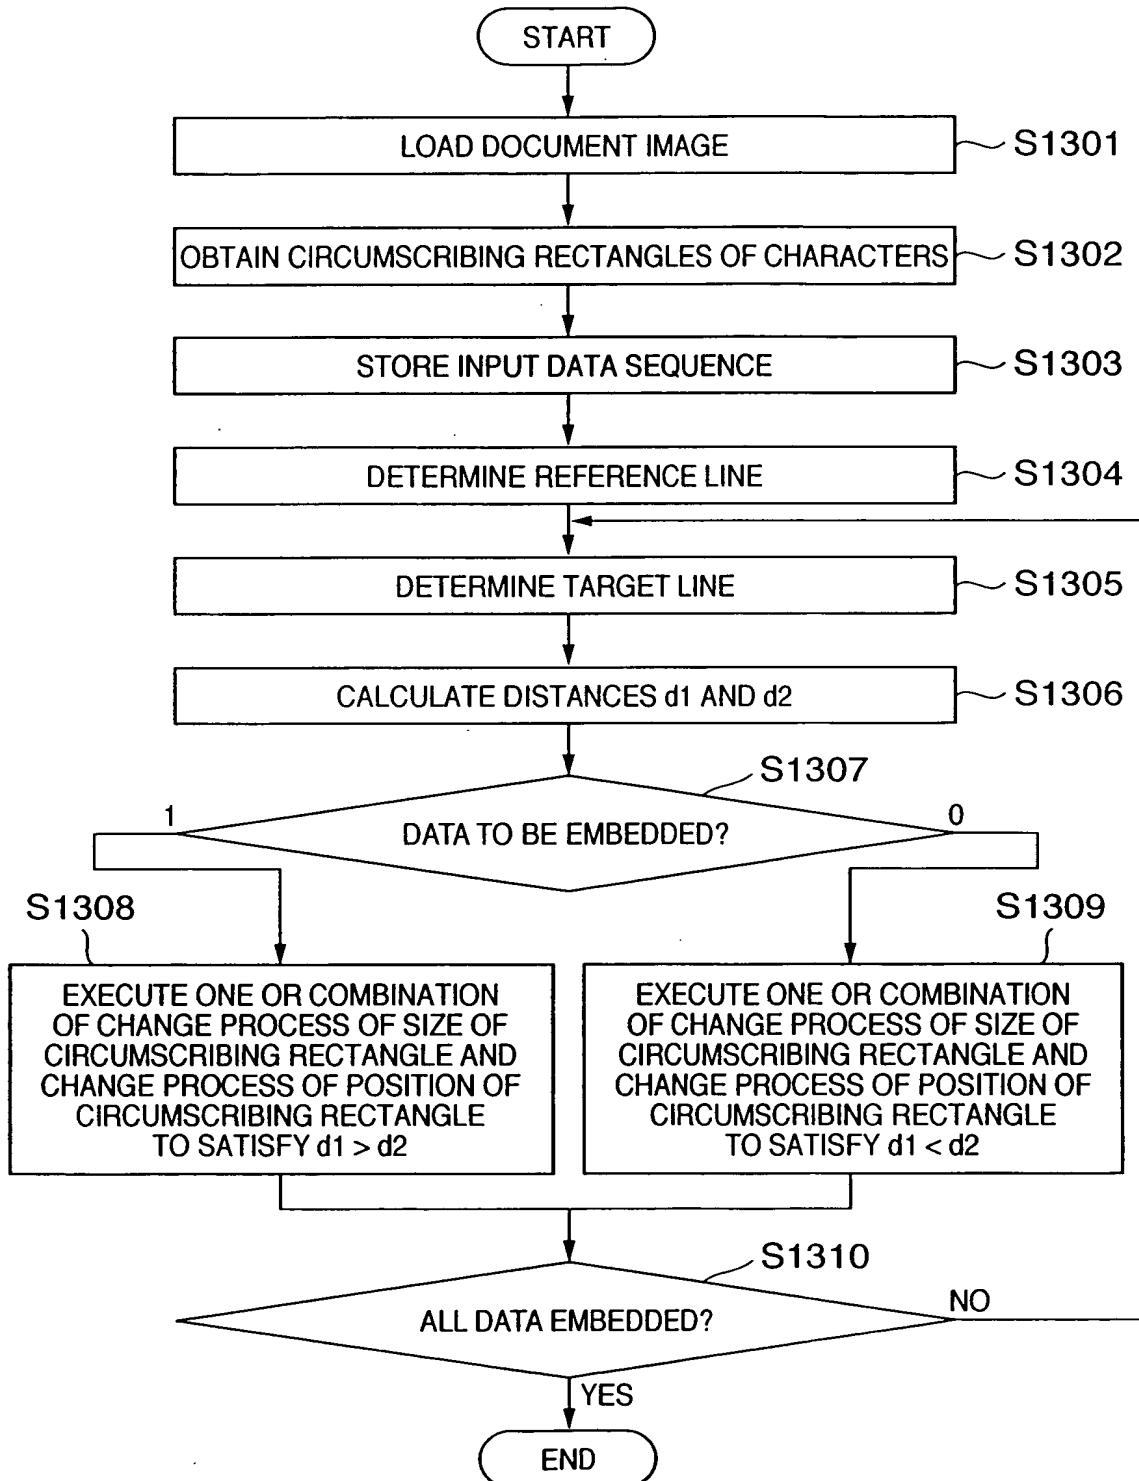 START
LOAD DOCUMENT IMAGE
S1301
OBTAIN CIRCUMSCRIBING RECTANGLES OF CHARACTERS
S1302
STORE INPUT DATA SEQUENCE
S1303
DETERMINE REFERENCE LINE
S1304
DETERMINE TARGET LINE
S1305
CALCULATE DISTANCES d1 AND d2
S1306
S1307
1
DATA TO BE EMBEDDED?
0
S1308
EXECUTE ONE OR COMBINATION
OF CHANGE PROCESS OF SIZE OF
CIRCUMSCRIBING RECTANGLE AND
CHANGE PROCESS OF POSITION OF
CIRCUMSCRIBING RECTANGLE
TO SATISFY d1 > d2
S1309
EXECUTE ONE OR COMBINATION
OF CHANGE PROCESS OF SIZE OF
CIRCUMSCRIBING RECTANGLE AND
CHANGE PROCESS OF POSITION OF
CIRCUMSCRIBING RECTANGLE
TO SATISFY d1 < d2
S1310
ALL DATA EMBEDDED?
NO
YES
END